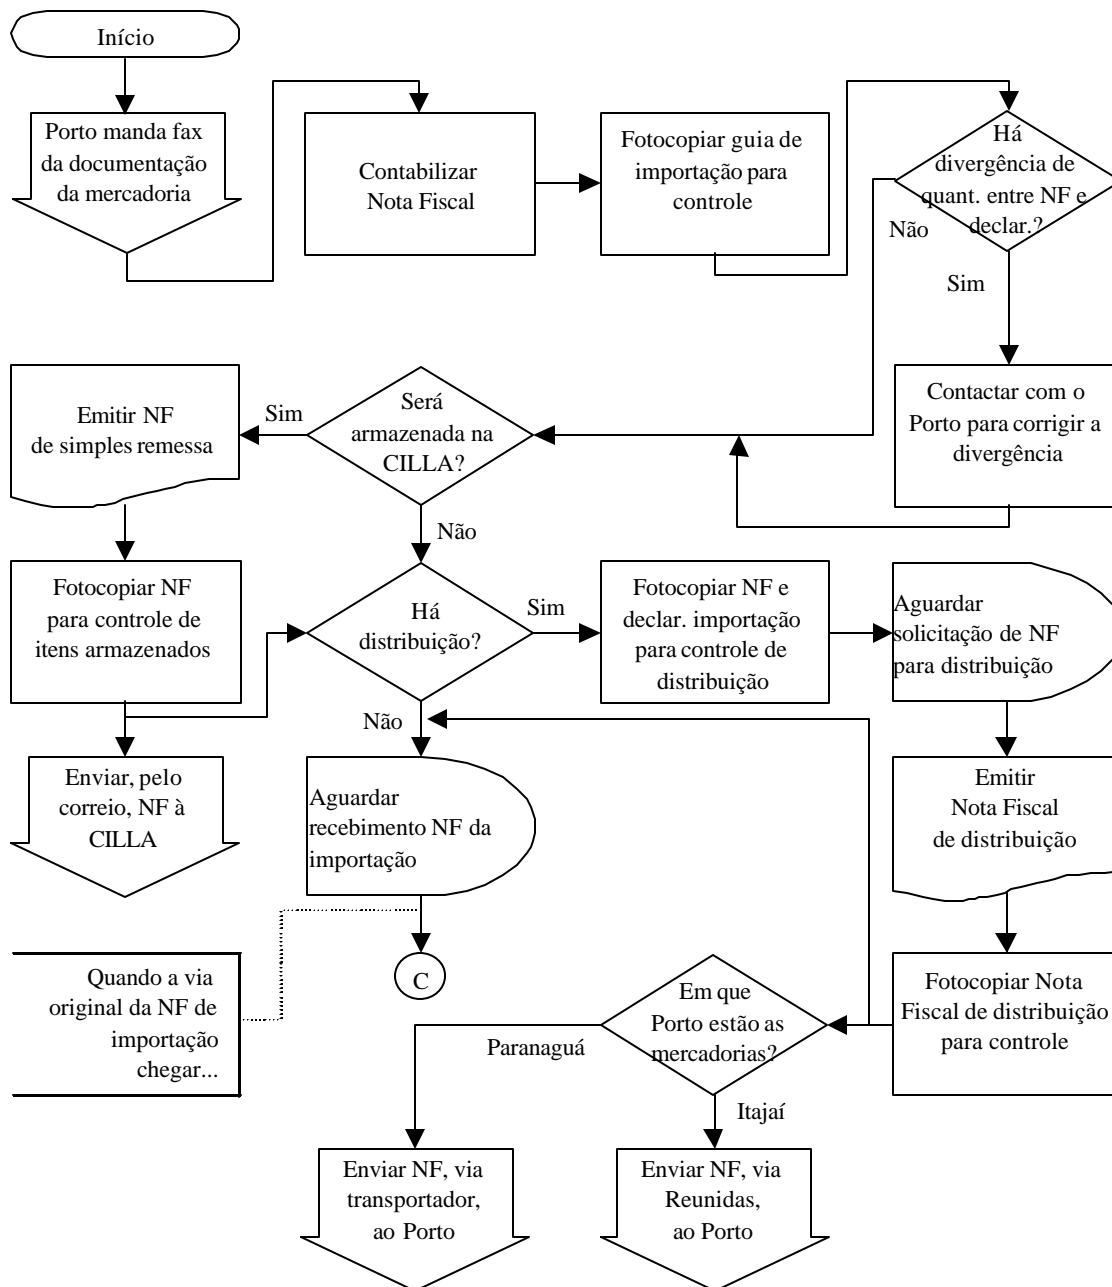 Início
Porto manda fax
da documentação
da mercadoria
Contabilizar
Nota Fiscal
Fotocopiar guia de
importação para
controle
Há
divergência de
quant. entre NF e
declar.?
Não
Sim
Contactar com o
Porto para corrigir a
divergência
Será
armazenada na
CILLA?
Sim
Não
Emitir NF
de simples remessa
Fotocopiar NF
para controle de
itens armazenados
Enviar, pelo
correio, NF à
CILLA
Há
distribuição?
Sim
Não
Fotocopiar NF e
declar. importação
para controle de
distribuição
Aguardar
solicitação de NF
para distribuição
Emitir
Nota Fiscal
de distribuição
Fotocopiar Nota
Fiscal de distribuição
para controle
Aguardar
recebimento NF da
importação
C
Quando a via
original da NF de
importação
chegar...
Em que
Porto estão as
mercadorias?
Paranaguá
Itajaí
Enviar NF, via
transportador,
ao Porto
Enviar NF, via
Reunidas,
ao Porto